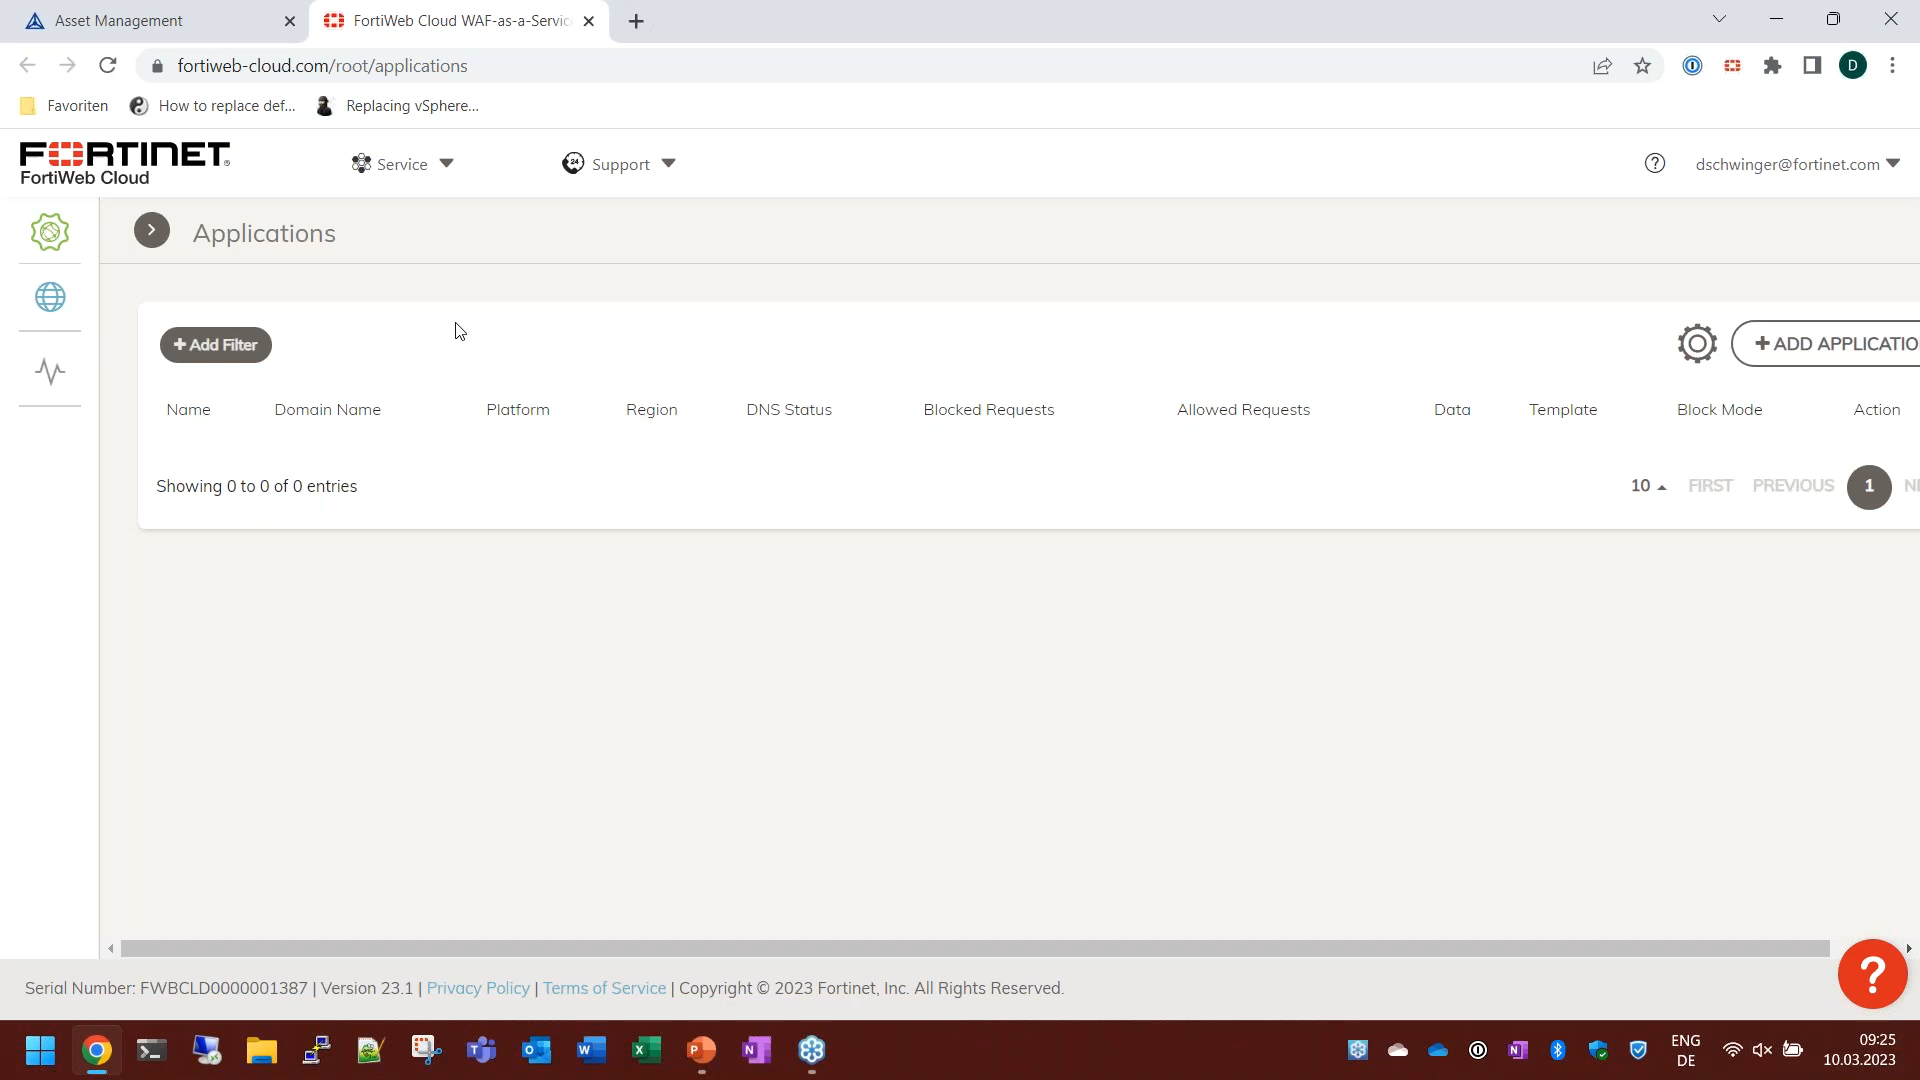 Asset Management
FortiWeb Cloud WAF-as-a-Servic
fortiweb-cloud.com/root/applications
D
Favoriten
How to replace def...
Replacing vSphere...
FORTINET
FortiWeb Cloud
Service
24
Support
dschwinger@fortinet.com
Applications
+ Add Filter
+ ADD APPLICATIO
Name
Domain Name
Platform
Region
DNS Status
Blocked Requests
Allowed Requests
Data
Template
Block Mode
Action
Showing 0 to 0 of 0 entries
10
FIRST
PREVIOUS
1
Serial Number: FWBCLD0000001387 | Version 23.1 | Privacy Policy | Terms of Service | Copyright © 2023 Fortinet, Inc. All Rights Reserved.
?
ENG
DE
09:25
10.03.2023